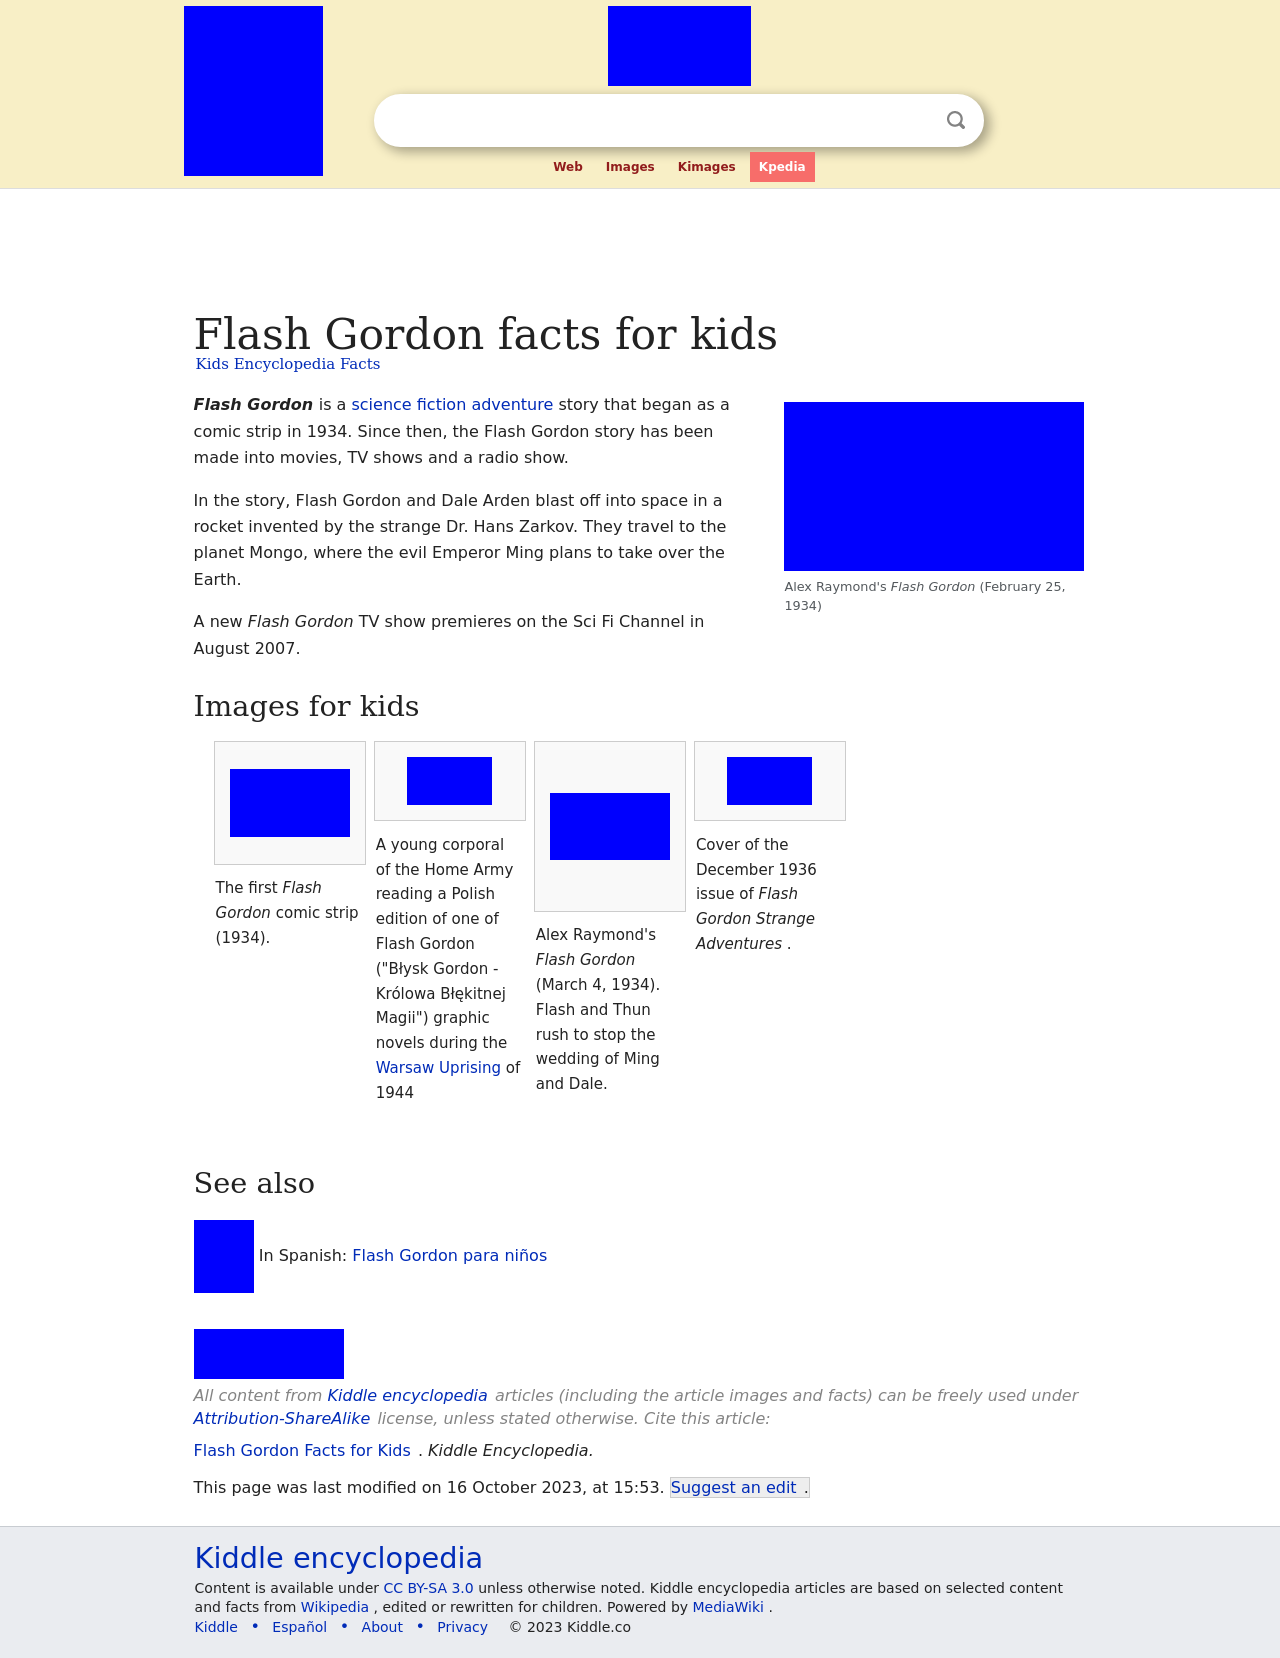 Web Images Kimages Kpedia
Flash Gordon facts for kids
Kids Encyclopedia Facts
Flash Gordon is a science fiction adventure story that began as a
comic strip in 1934. Since then, the Flash Gordon story has been
made into movies, TV shows and a radio show.
In the story, Flash Gordon and Dale Arden blast off into space in a
rocket invented by the strange Dr. Hans Zarkov. They travel to the
planet Mongo, where the evil Emperor Ming plans to take over the
Earth.
A new Flash Gordon TV show premieres on the Sci Fi Channel in
August 2007.
Alex Raymond's Flash Gordon (February 25,
1934)
Images for kids
The first Flash
Gordon comic strip
(1934).
A young corporal
of the Home Army
reading a Polish
edition of one of
Flash Gordon
("Błysk Gordon -
Królowa Błękitnej
Magii") graphic
novels during the
Warsaw Uprising of
1944
Alex Raymond's
Flash Gordon
(March 4, 1934).
Flash and Thun
rush to stop the
wedding of Ming
and Dale.
Cover of the
December 1936
issue of Flash
Gordon Strange
Adventures .
See also
In Spanish: Flash Gordon para niños
All content from Kiddle encyclopedia articles (including the article images and facts) can be freely used under
Attribution-ShareAlike license, unless stated otherwise. Cite this article:
Flash Gordon Facts for Kids . Kiddle Encyclopedia.
This page was last modified on 16 October 2023, at 15:53. Suggest an edit .
Kiddle encyclopedia
Content is available under CC BY-SA 3.0 unless otherwise noted. Kiddle encyclopedia articles are based on selected content
and facts from Wikipedia , edited or rewritten for children. Powered by MediaWiki .
Kiddle • Español • About • Privacy © 2023 Kiddle.co